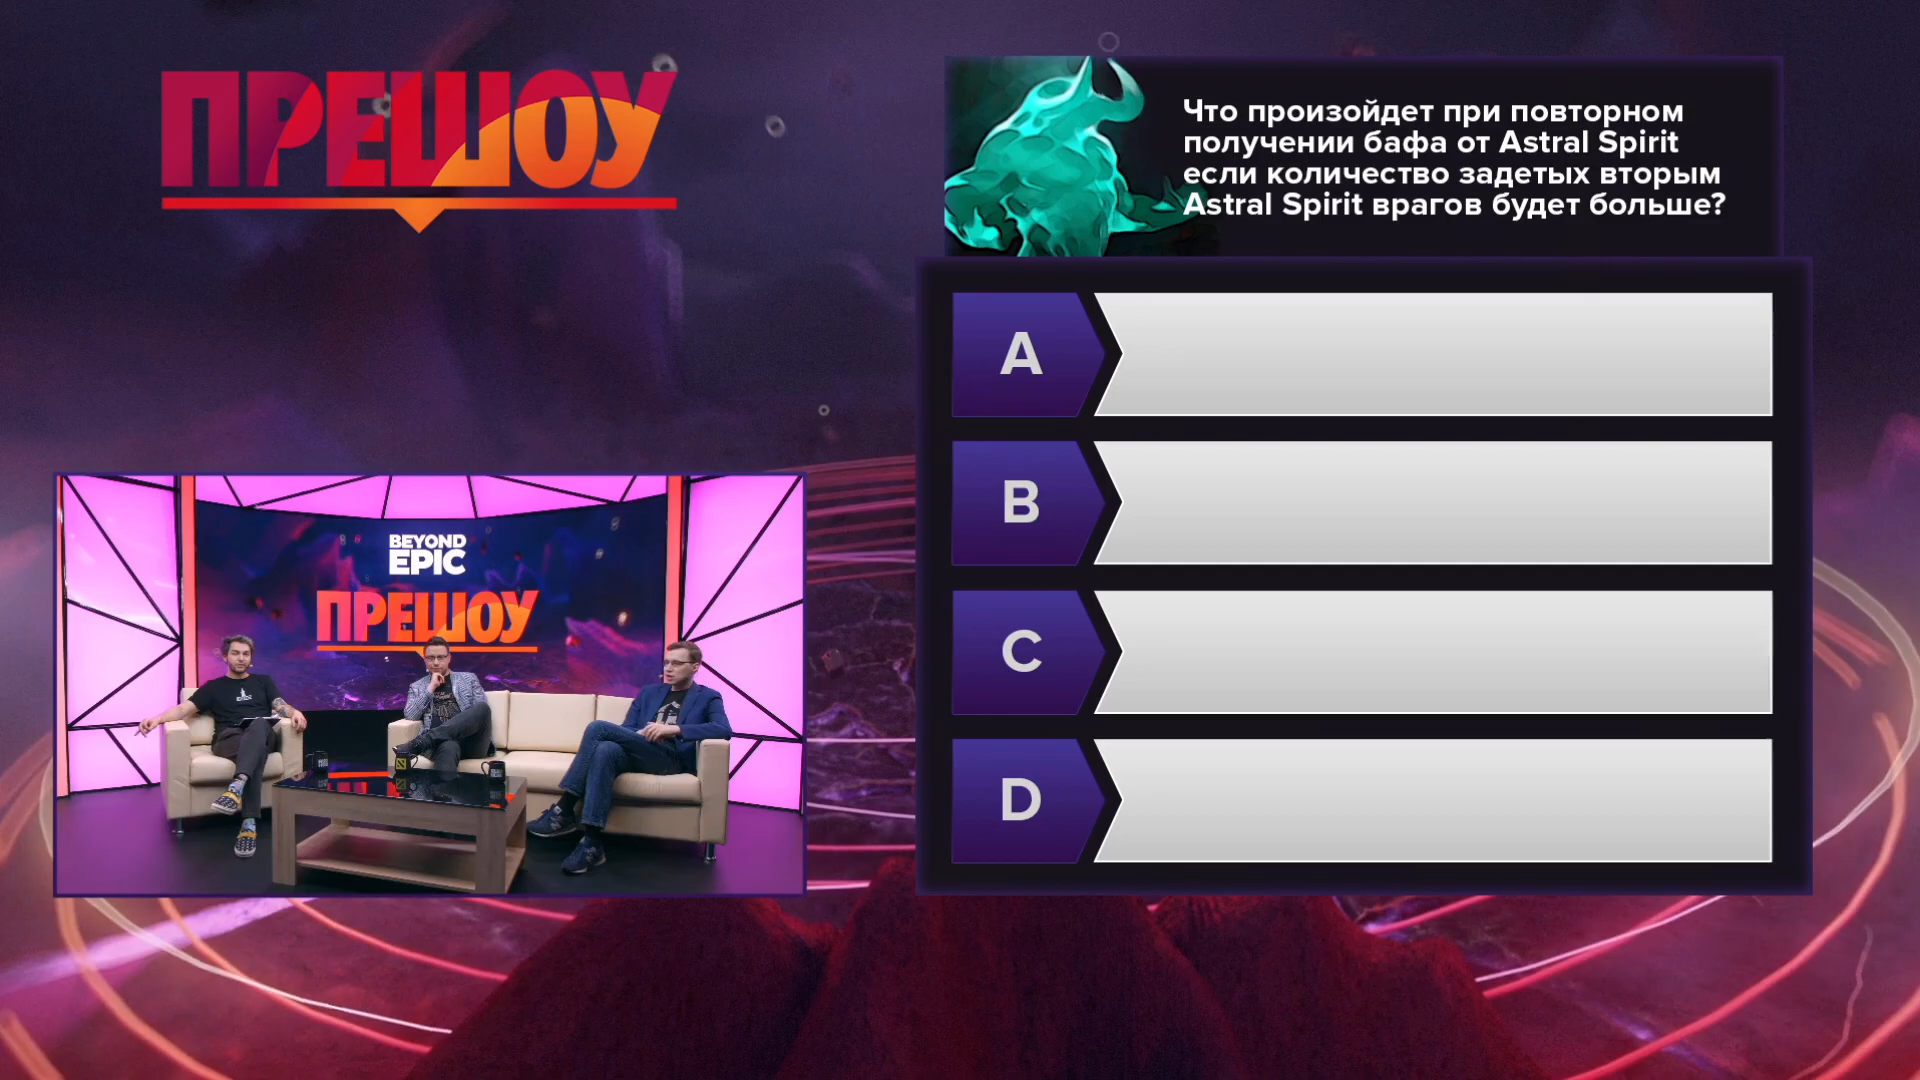 ПРЕШОУ
Что произойдет при повторном
получении бафа от Astral Spirit
если количество задетых вторым
Astral Spirit врагов будет больше?
A
B
C
D
BEYOND
EPIC
ПРЕШОУ